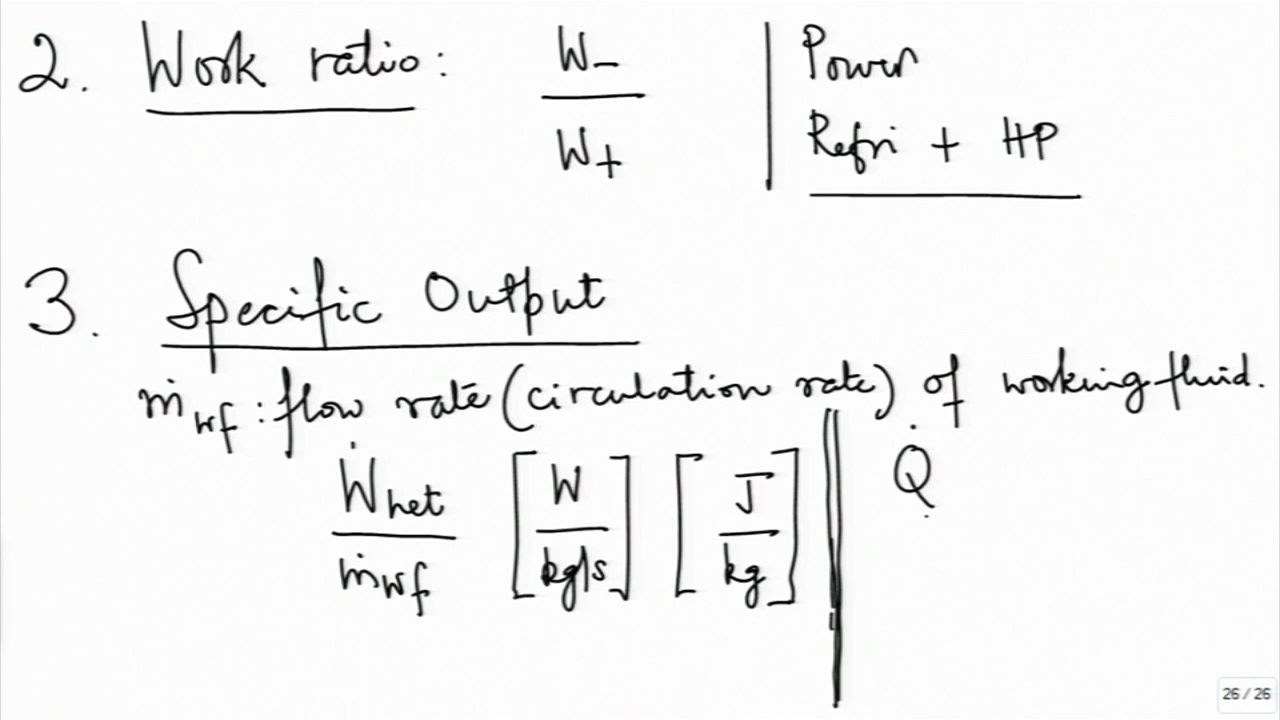 2. Work ratio: W₋ / W₊ | Power
Refri + HP
3. Specific Output
ṁwf : flow rate (circulation rate) of working fluid.
Ẇnet / ṁwf [W / kg/s] [J / kg] || Q̇
26 / 26